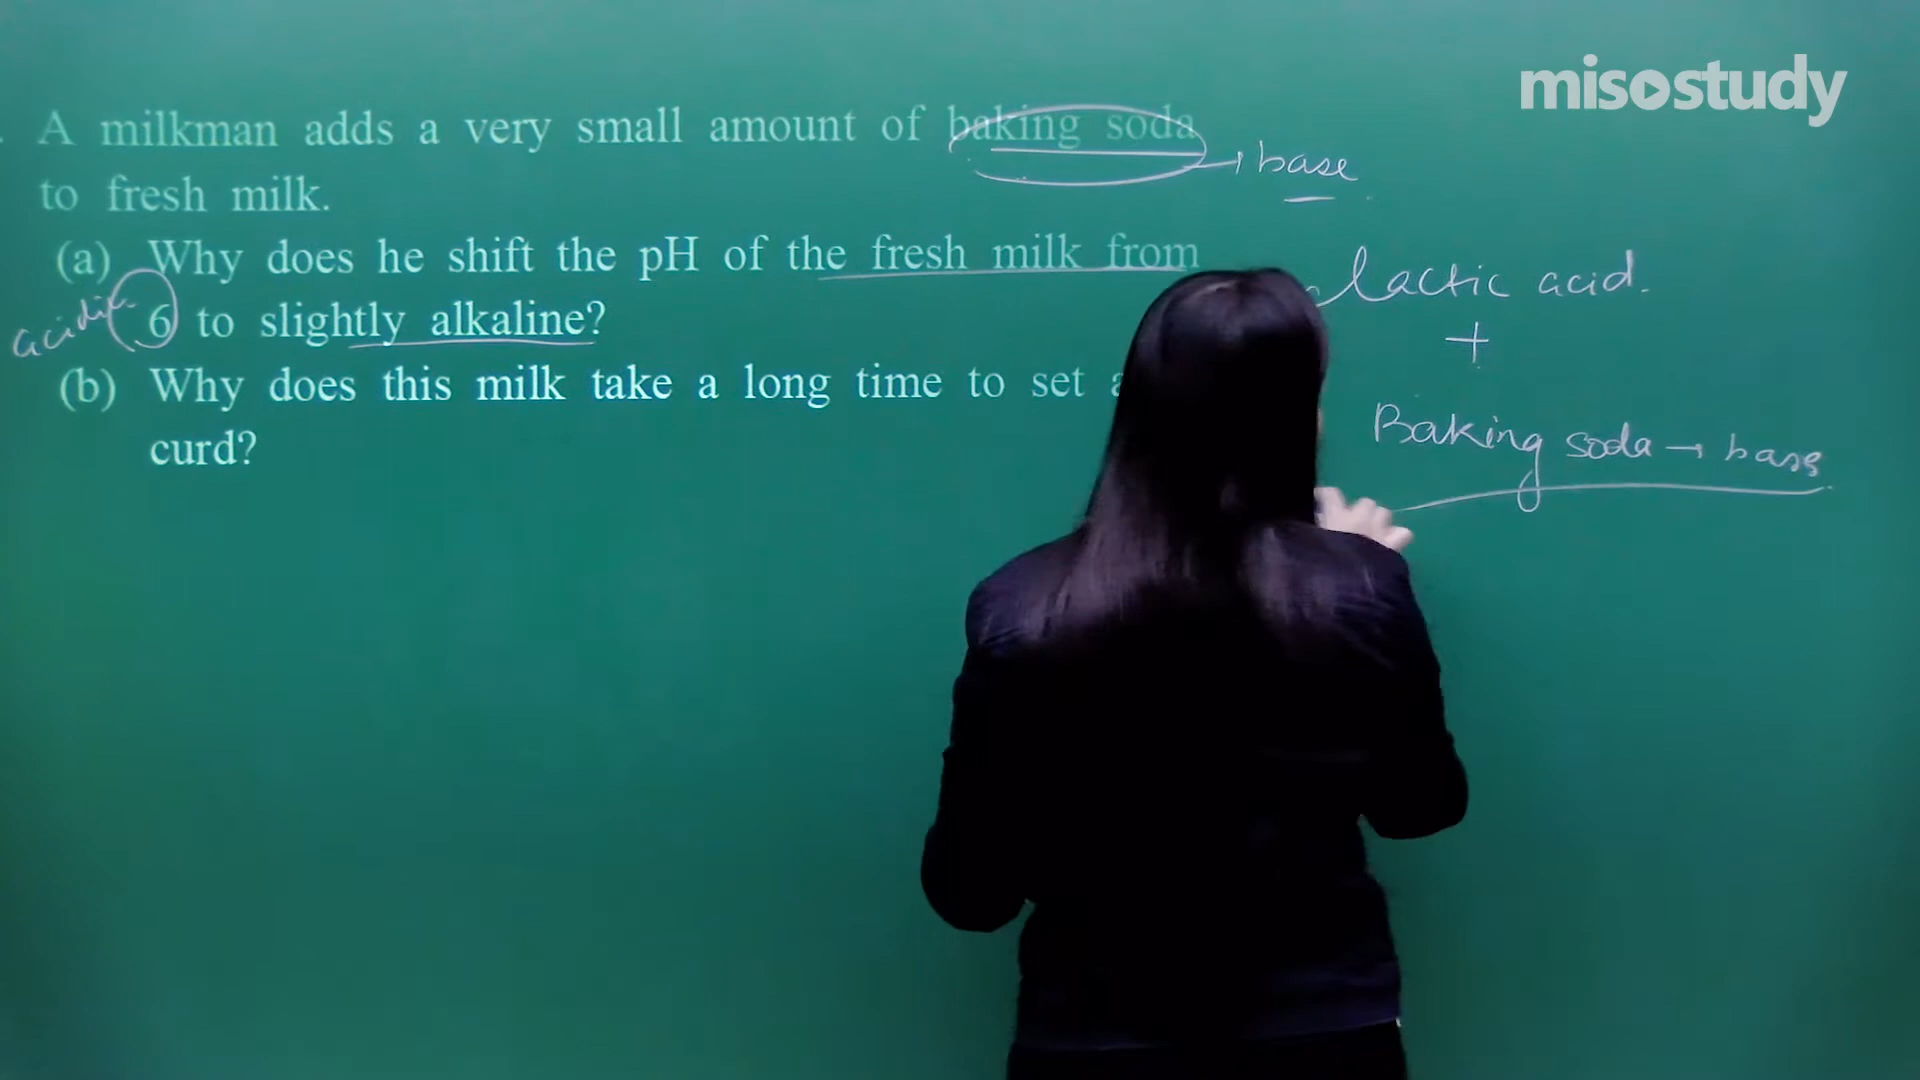 misostudy
A milkman adds a very small amount of baking soda
→ base
to fresh milk.
(a) Why does he shift the pH of the fresh milk from
lactic acid.
acidic
6 to slightly alkaline?
+
(b) Why does this milk take a long time to set
Baking soda → base
curd?